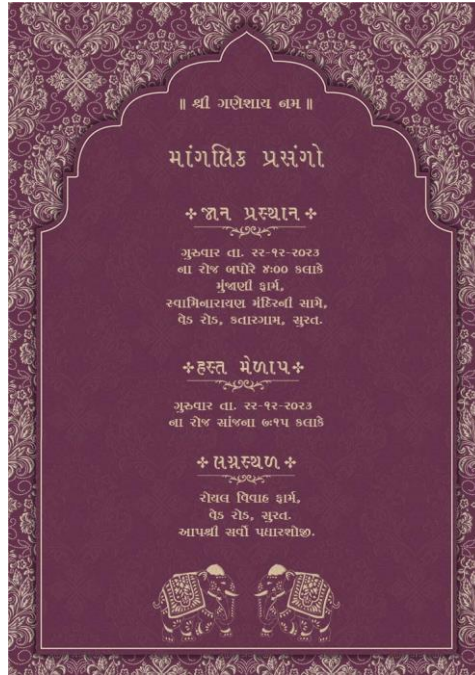 ॥ શ્રી ગણેશાય નમ ॥
માંગલિક પ્રસંગો
જાન પ્રસ્થાન
ગુરુવાર તા. ૨૨-૧૨-૨૦૨૩
ના રોજ બપોરે ૪:૦૦ કલાકે
મુંજાણી ફાર્મ,
સ્વામિનારાયણ મંદિરની સામે,
વેડ રોડ, કતારગામ, સુરત.
હસ્ત મેળાપ
ગુરુવાર તા. ૨૨-૧૨-૨૦૨૩
ના રોજ સાંજના ૭:૧૫ કલાકે
લગ્નસ્થળ
રોયલ વિવાહ ફાર્મ,
વેડ રોડ, સુરત.
આપશ્રી સર્વો પધારશોજી.